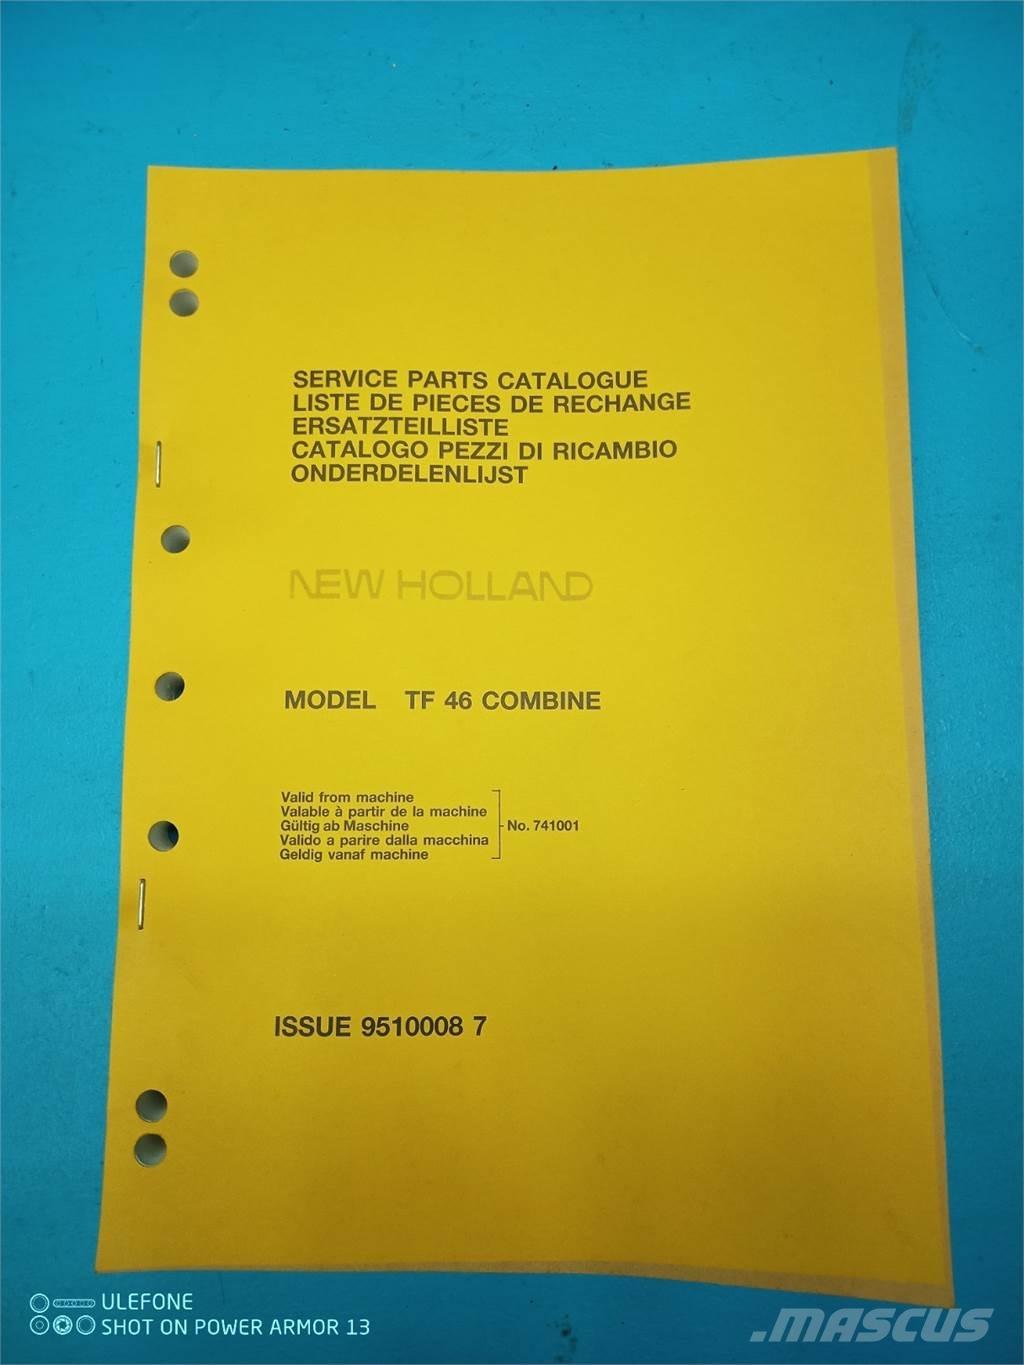 SERVICE PARTS CATALOGUE
LISTE DE PIECES DE RECHANGE
ERSATZTEILLISTE
CATALOGO PEZZI DI RICAMBIO
ONDERDELENLIJST
NEW HOLLAND
MODEL TF 46 COMBINE
Valid from machine
Valable à partir de la machine
Gültig ab Maschine
Valido a parire dalla macchina
Geldig vanaf machine
No. 741001
ISSUE 9510008 7
ULEFONE
SHOT ON POWER ARMOR 13
.MASCUS